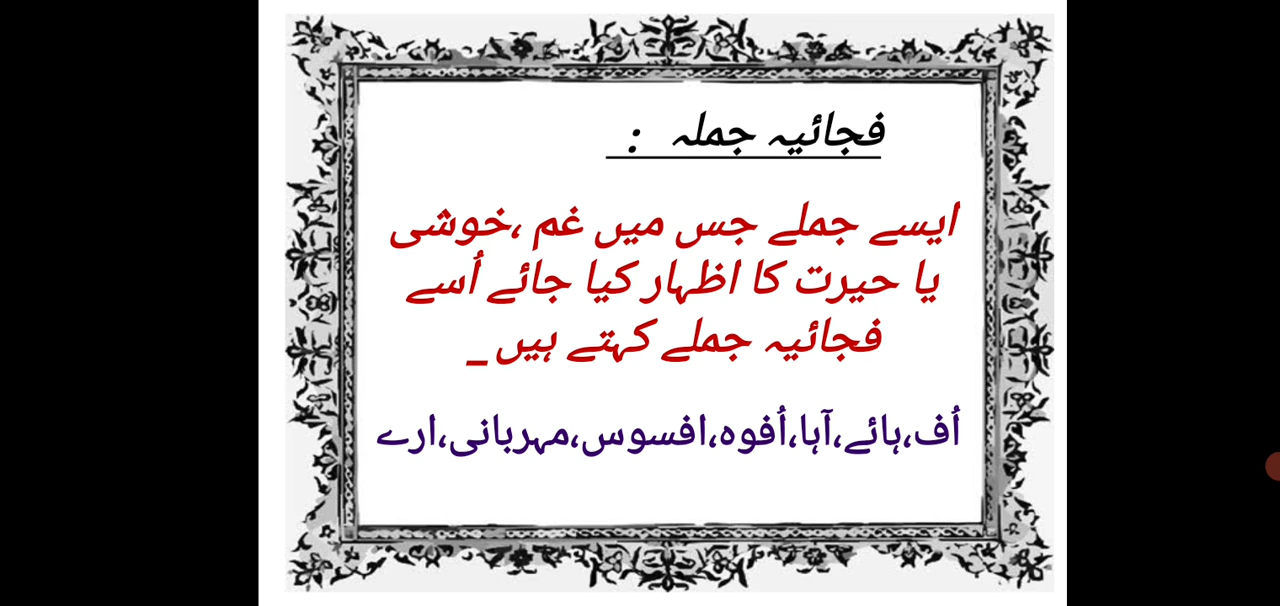 فجائیہ جملہ :
ایسے جملے جس میں غم ،خوشی
یا حیرت کا اظہار کیا جائے اُسے
فجائیہ جملے کہتے ہیں_
اُف،ہائے،آہا،اُفوہ،افسوس،مہربانی،ارے